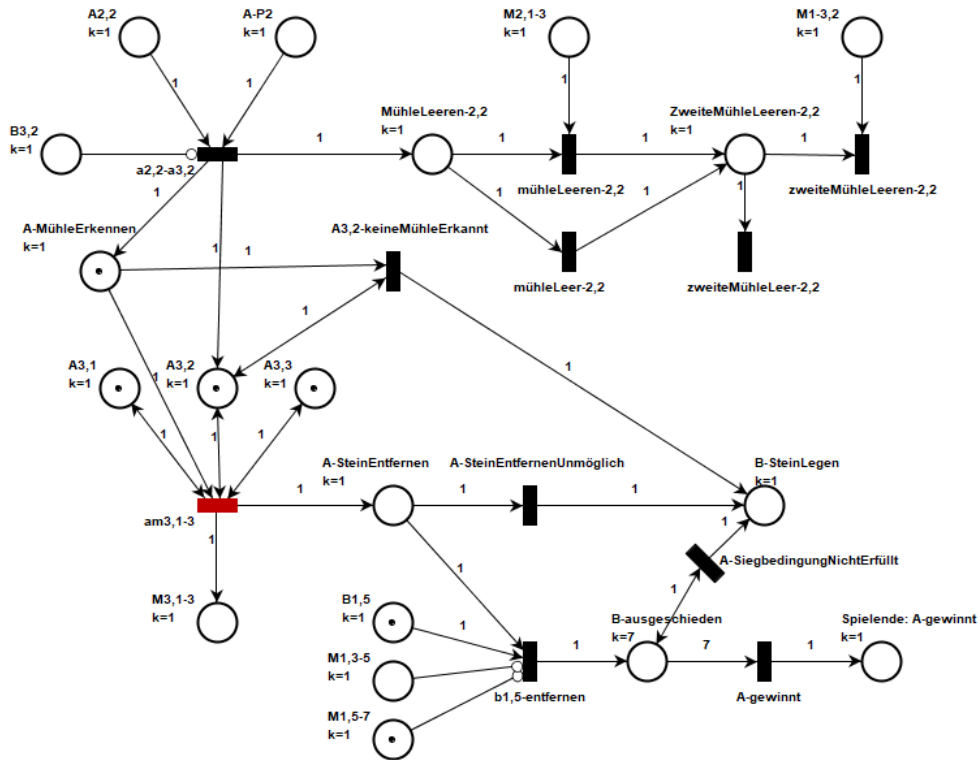 A2,2
k=1
A-P2
k=1
M2,1-3
k=1
M1-3,2
k=1
1
1
1
1
B3,2
k=1
a2,2-a3,2
1
MühleLeeren-2,2
k=1
1
mühleLeeren-2,2
1
ZweiteMühleLeeren-2,2
k=1
1
zweiteMühleLeeren-2,2
1
1
1
1
A-MühleErkennen
k=1
1
1
A3,2-keineMühleErkannt
mühleLeer-2,2
zweiteMühleLeer-2,2
1
A3,1
k=1
1
A3,2
k=1
A3,3
k=1
1
1
1
1
am3,1-3
1
A-SteinEntfernen
k=1
1
A-SteinEntfernenUnmöglich
1
B-SteinLegen
k=1
1
1
A-SiegbedingungNichtErfüllt
M3,1-3
k=1
1
1
B1,5
k=1
1
M1,3-5
k=1
M1,5-7
k=1
b1,5-entfernen
1
B-ausgeschieden
k=7
7
A-gewinnt
1
Spielende: A-gewinnt
k=1